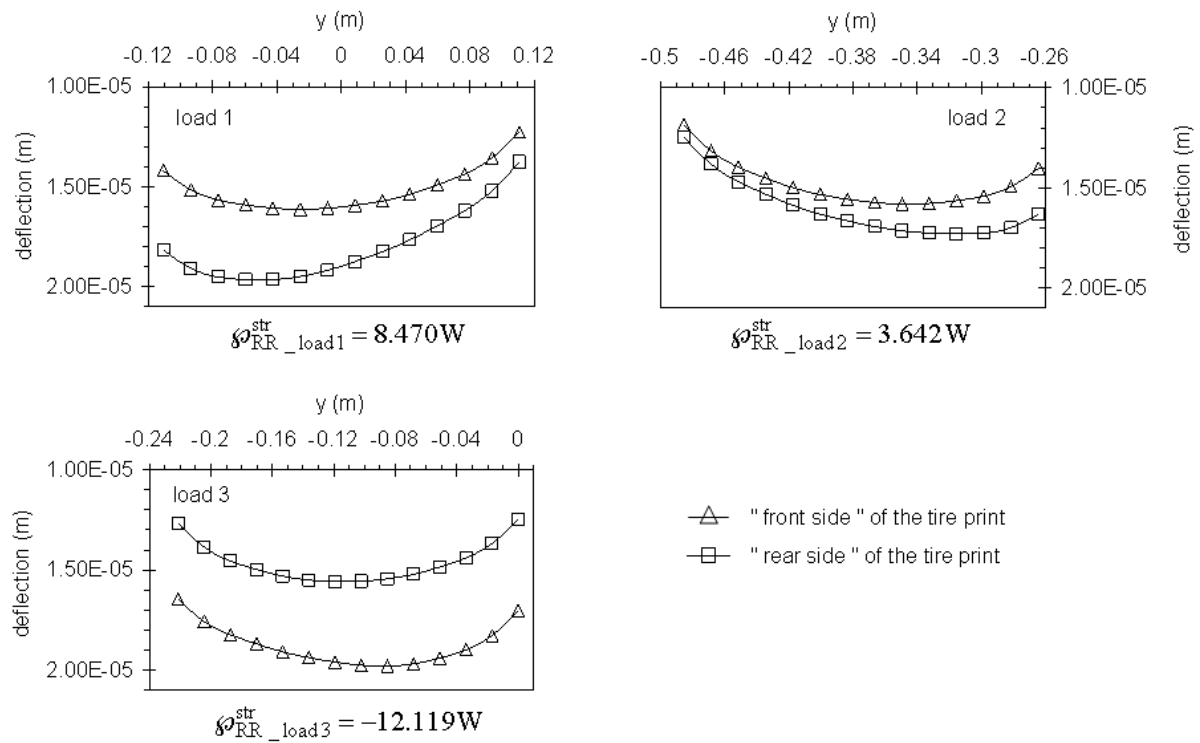 y (m)
-0.12 -0.08 -0.04 0 0.04 0.08 0.12
1.00E-05
1.50E-05
2.00E-05
deflection (m)
load 1
℘^str_RR_load1 = 8.470W
y (m)
-0.5 -0.46 -0.42 -0.38 -0.34 -0.3 -0.26
1.00E-05
1.50E-05
2.00E-05
deflection (m)
load 2
℘^str_RR_load2 = 3.642W
y (m)
-0.24 -0.2 -0.16 -0.12 -0.08 -0.04 0
1.00E-05
1.50E-05
2.00E-05
deflection (m)
load 3
℘^str_RR_load3 = −12.119W
" front side " of the tire print
" rear side " of the tire print